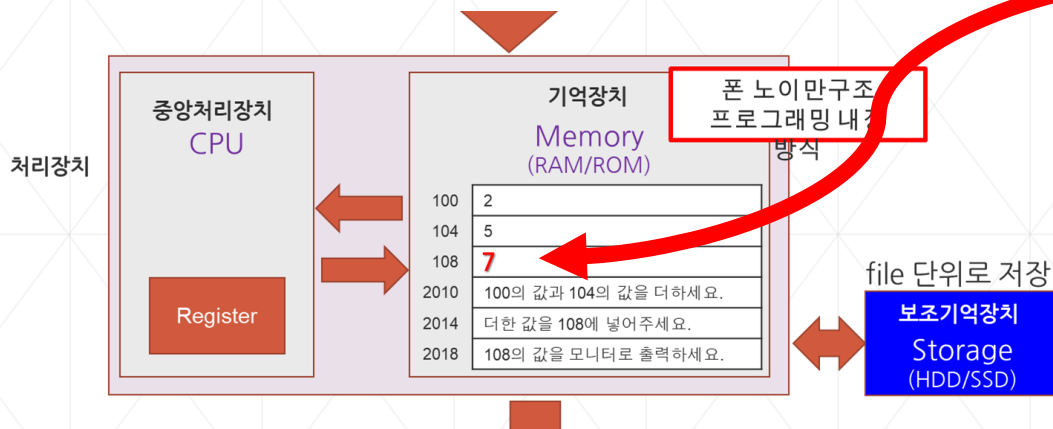 처리장치
중앙처리장치
CPU
Register
기억장치
Memory
(RAM/ROM)
100 2
104 5
108 7
2010 100의 값과 104의 값을 더하세요.
2014 더한 값을 108에 넣어주세요.
2018 108의 값을 모니터로 출력하세요.
폰 노이만구조
프로그래밍 내장
방식
file 단위로 저장
보조기억장치
Storage
(HDD/SSD)